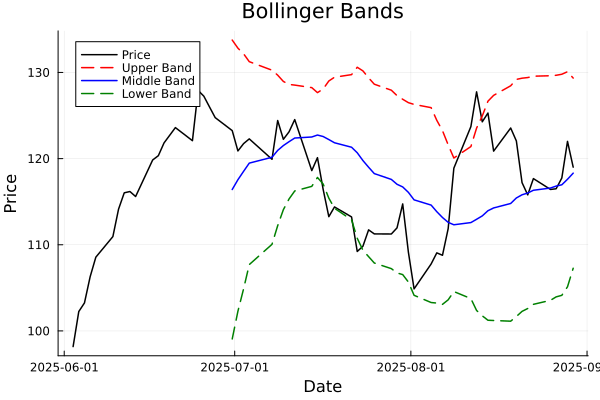 Bollinger Bands
Price
Upper Band
Middle Band
Lower Band
130
120
110
100
Price
2025-06-01
2025-07-01
2025-08-01
2025-09
Date